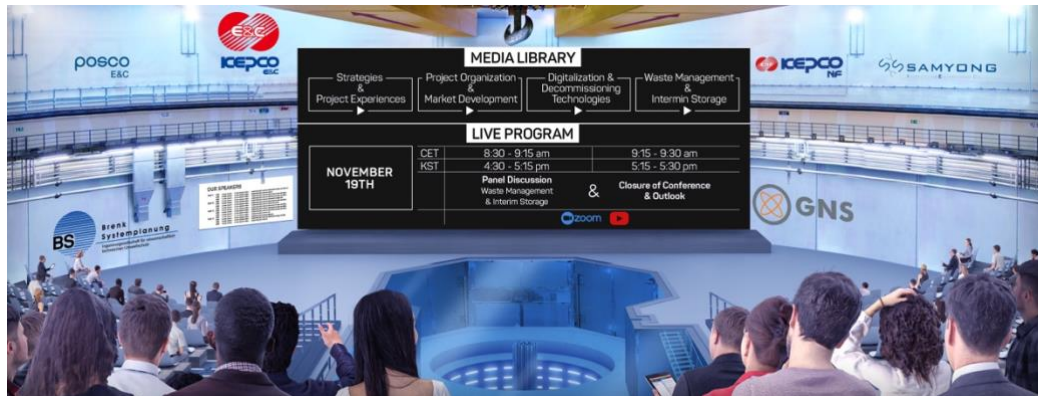 posco
E&C
E&C
KEPCO
E&C
MEDIA LIBRARY
Strategies
&
Project Experiences
Project Organization
&
Market Development
Digitalization &
Decommissioning
Technologies
Waste Management
&
Intermin Storage
KEPCO
NF
SAMYONG
LIVE PROGRAM
NOVEMBER
19TH
CET 8:30 - 9:15 am 9:15 - 9:30 am
KST 4:30 - 5:15 pm 5:15 - 5:30 pm
Panel Discussion
Waste Management
& Interim Storage
&
Closure of Conference
& Outlook
zoom
OUR SPEAKERS
BS
Brenk
Systemplanung
GNS